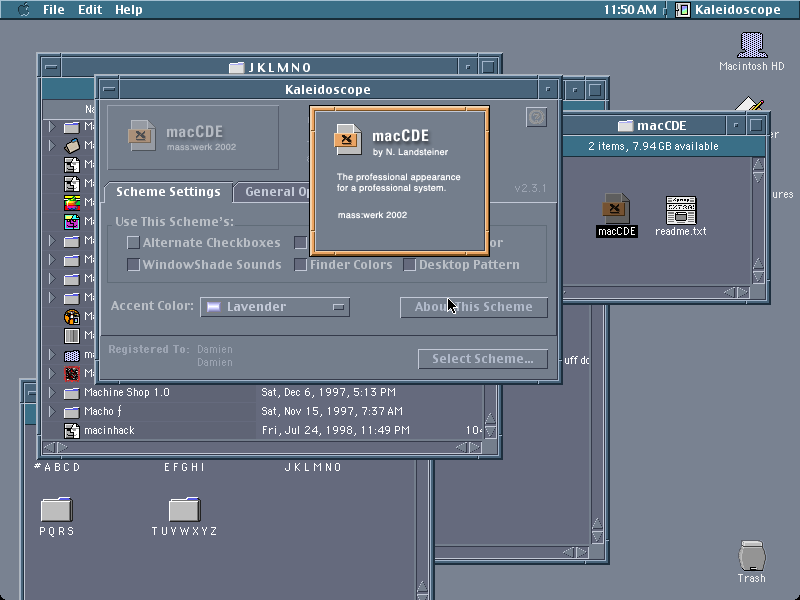 File Edit Help
11:50 AM
Kaleidoscope
Macintosh HD
JKLMNO
Kaleidoscope
macCDE
mass:werk 2002
macCDE
by N. Landsteiner
The professional appearance
for a professional system.
mass:werk 2002
v2.3.1
Scheme Settings
General
Use This Scheme's:
Alternate Checkboxes
WindowShade Sounds
Finder Colors
Desktop Pattern
Accent Color:
Lavender
About This Scheme
Registered To: Damien
Damien
Select Scheme...
macCDE
2 items, 7.94 GB available
macCDE
readme.txt
Machine Shop 1.0
Sat, Dec 6, 1997, 5:13 PM
Macho ƒ
Sat, Nov 15, 1997, 7:37 AM
macinhack
Fri, Jul 24, 1998, 11:49 PM
#ABCD
EFGHI
JKLMNO
PQRS
TUYWXYZ
Trash